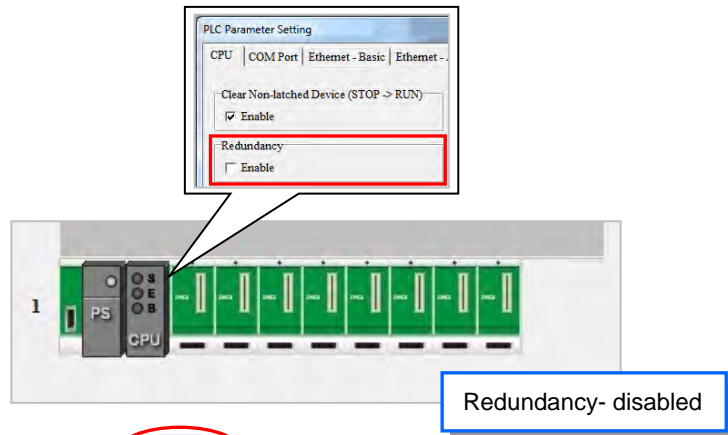 PLC Parameter Setting
CPU COM Port Ethernet - Basic Ethernet -
Clear Non-latched Device (STOP -> RUN)
Enable
Redundancy
Enable
1
PS
S
E
B
CPU
Redundancy- disabled